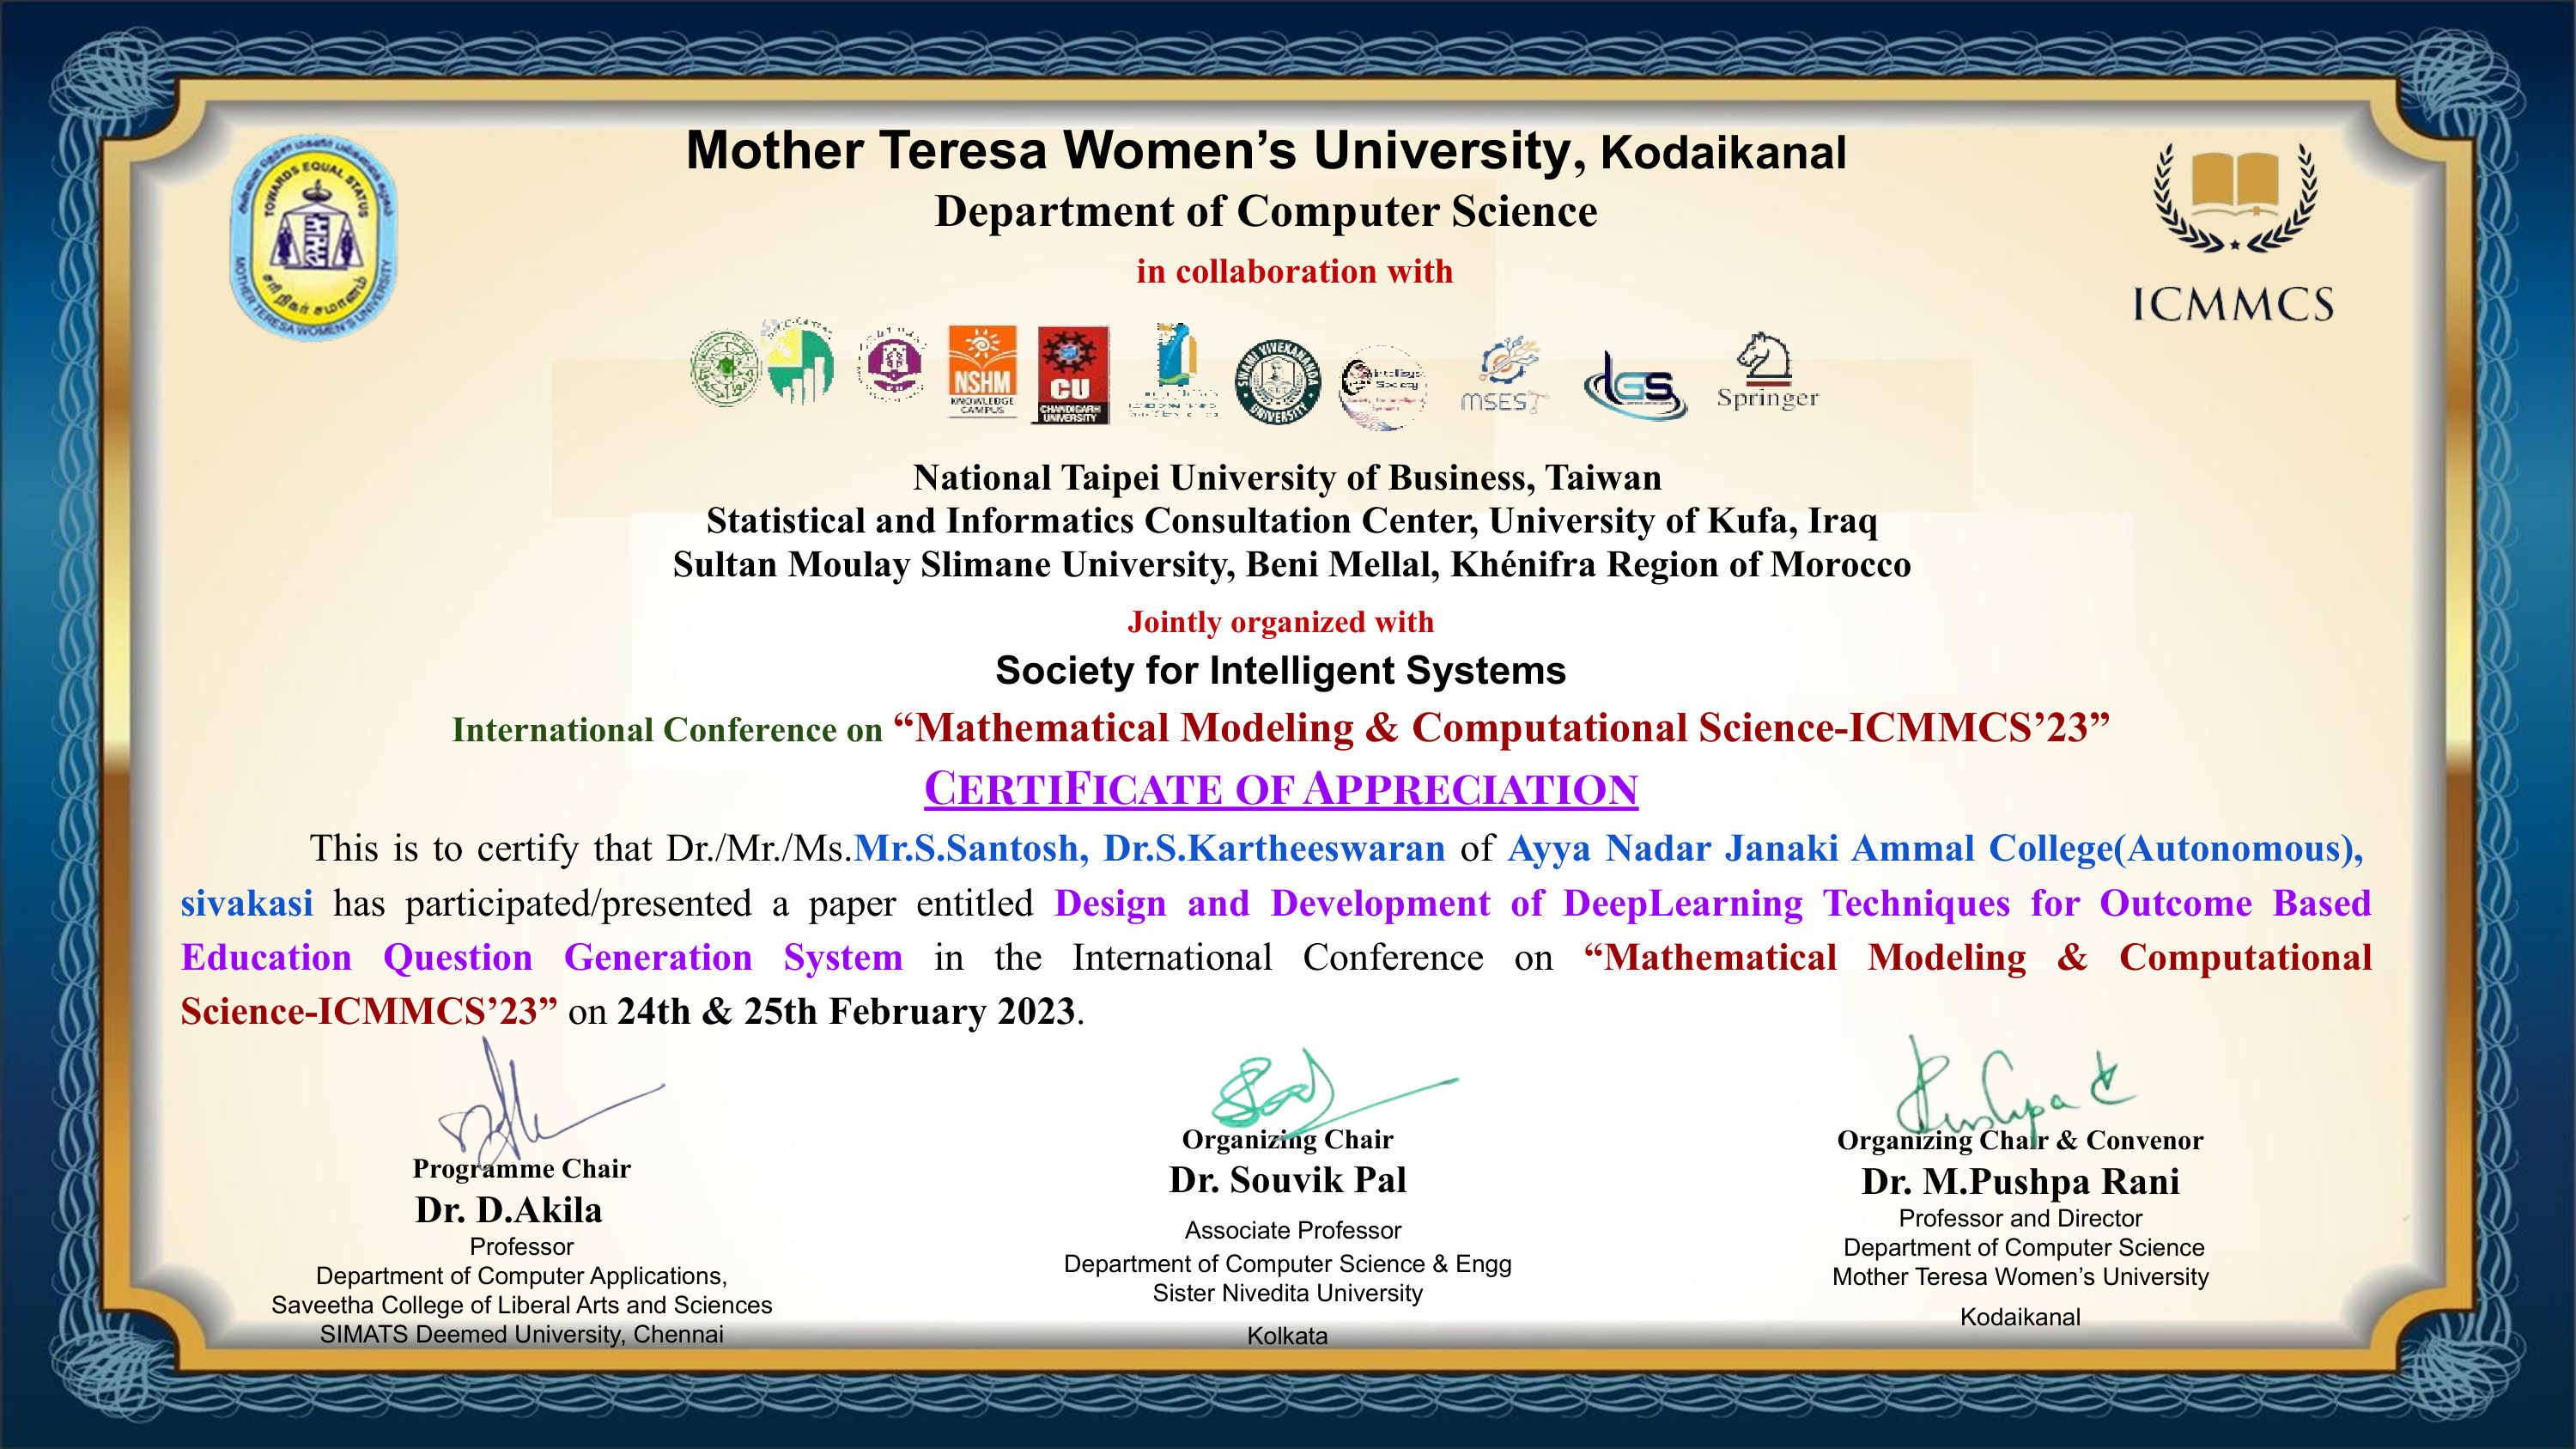 Mother Teresa Women's University, Kodaikanal
Department of Computer Science
in collaboration with
TOWARDS EQUAL STATUS
சரி நிகர் சமானம்
MOTHER TERESA WOMEN'S UNIVERSITY
ICMMCS
NSHM
KNOWLEDGE
CAMPUS
CU
CHANDIGARH
UNIVERSITY
SWAMI VIVEKANANDA
UNIVERSITY
MSEST
IGS
Springer
National Taipei University of Business, Taiwan
Statistical and Informatics Consultation Center, University of Kufa, Iraq
Sultan Moulay Slimane University, Beni Mellal, Khénifra Region of Morocco
Jointly organized with
Society for Intelligent Systems
International Conference on “Mathematical Modeling & Computational Science-ICMMCS’23”
CERTIFICATE OF APPRECIATION
This is to certify that Dr./Mr./Ms.Mr.S.Santosh, Dr.S.Kartheeswaran of Ayya Nadar Janaki Ammal College(Autonomous),
sivakasi has participated/presented a paper entitled Design and Development of DeepLearning Techniques for Outcome Based
Education Question Generation System in the International Conference on “Mathematical Modeling & Computational
Science-ICMMCS’23” on 24th & 25th February 2023.
Programme Chair
Dr. D.Akila
Professor
Department of Computer Applications,
Saveetha College of Liberal Arts and Sciences
SIMATS Deemed University, Chennai
Organizing Chair
Dr. Souvik Pal
Associate Professor
Department of Computer Science & Engg
Sister Nivedita University
Kolkata
Organizing Chair & Convenor
Dr. M.Pushpa Rani
Professor and Director
Department of Computer Science
Mother Teresa Women’s University
Kodaikanal